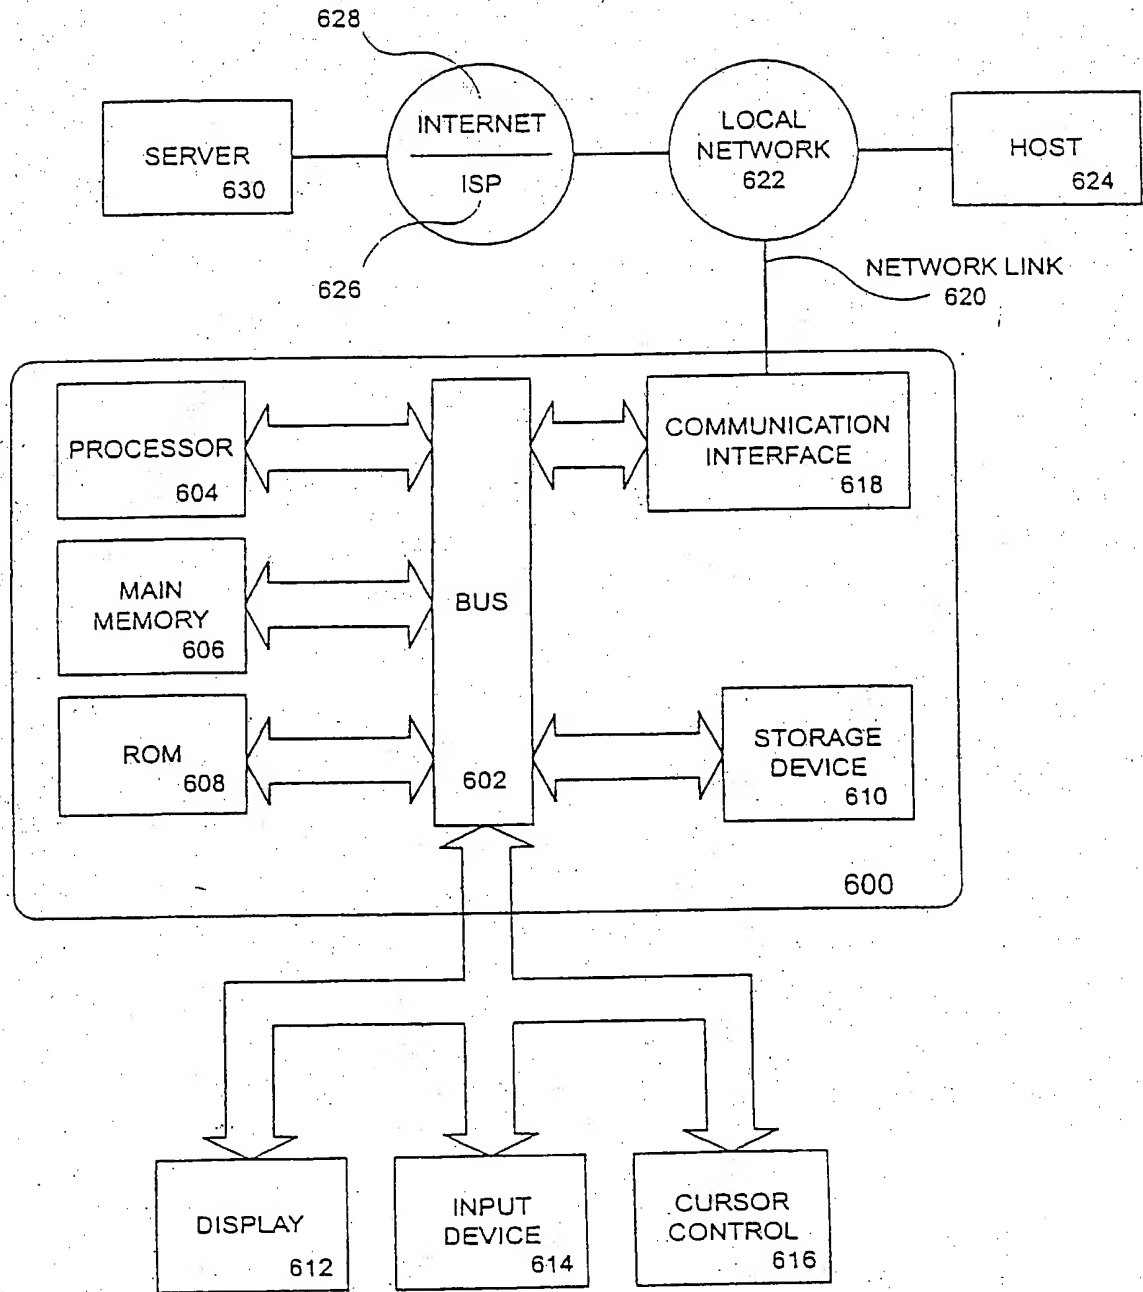 628
SERVER
630
INTERNET
ISP
LOCAL
NETWORK
622
HOST
624
626
NETWORK LINK
620
PROCESSOR
604
BUS
602
COMMUNICATION
INTERFACE
618
MAIN
MEMORY
606
ROM
608
STORAGE
DEVICE
610
600
DISPLAY
612
INPUT
DEVICE
614
CURSOR
CONTROL
616